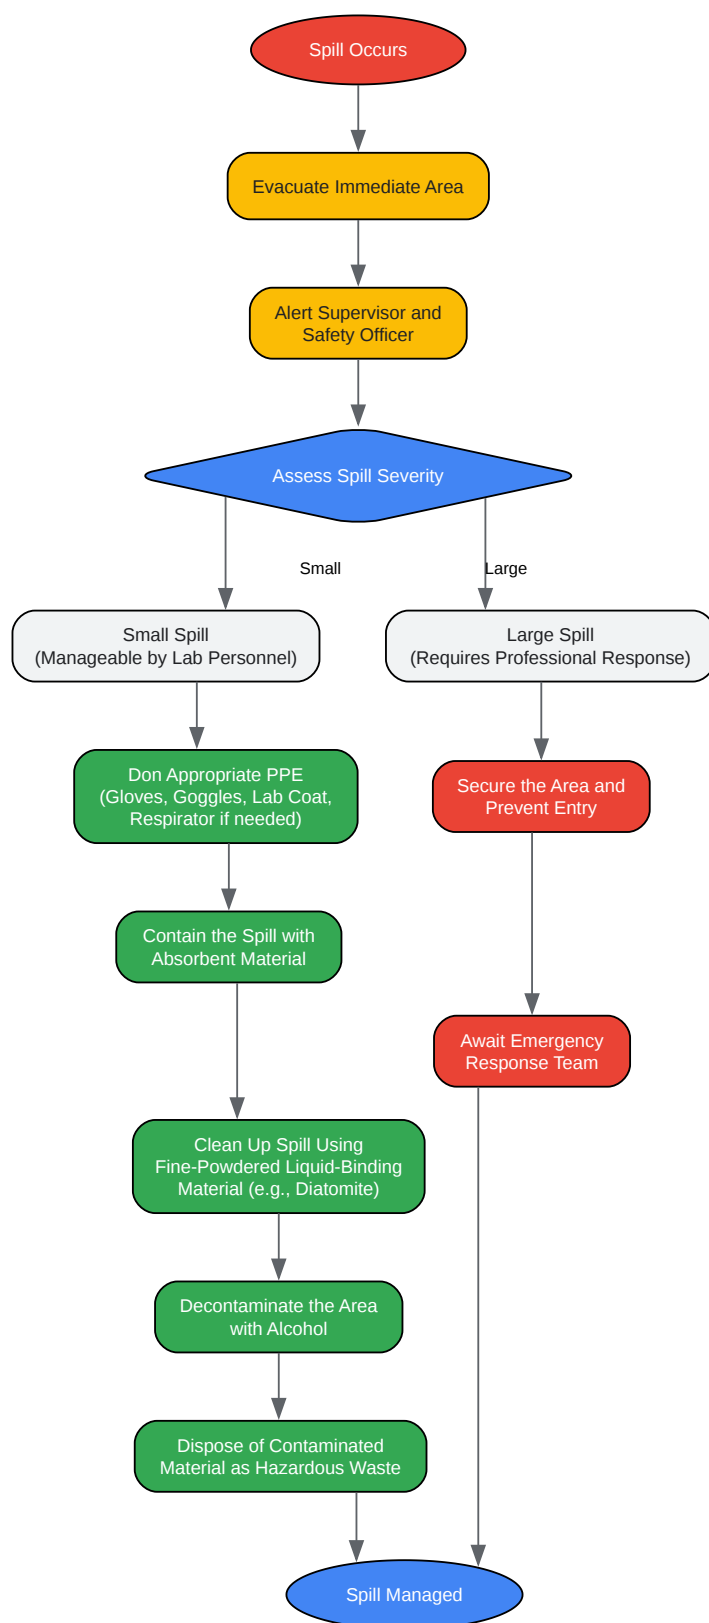 Spill Occurs
Evacuate Immediate Area
Alert Supervisor and
Safety Officer
Assess Spill Severity
Small
Large
Small Spill
(Manageable by Lab Personnel)
Large Spill
(Requires Professional Response)
Don Appropriate PPE
(Gloves, Goggles, Lab Coat,
Respirator if needed)
Secure the Area and
Prevent Entry
Contain the Spill with
Absorbent Material
Await Emergency
Response Team
Clean Up Spill Using
Fine-Powdered Liquid-Binding
Material (e.g., Diatomite)
Decontaminate the Area
with Alcohol
Dispose of Contaminated
Material as Hazardous Waste
Spill Managed